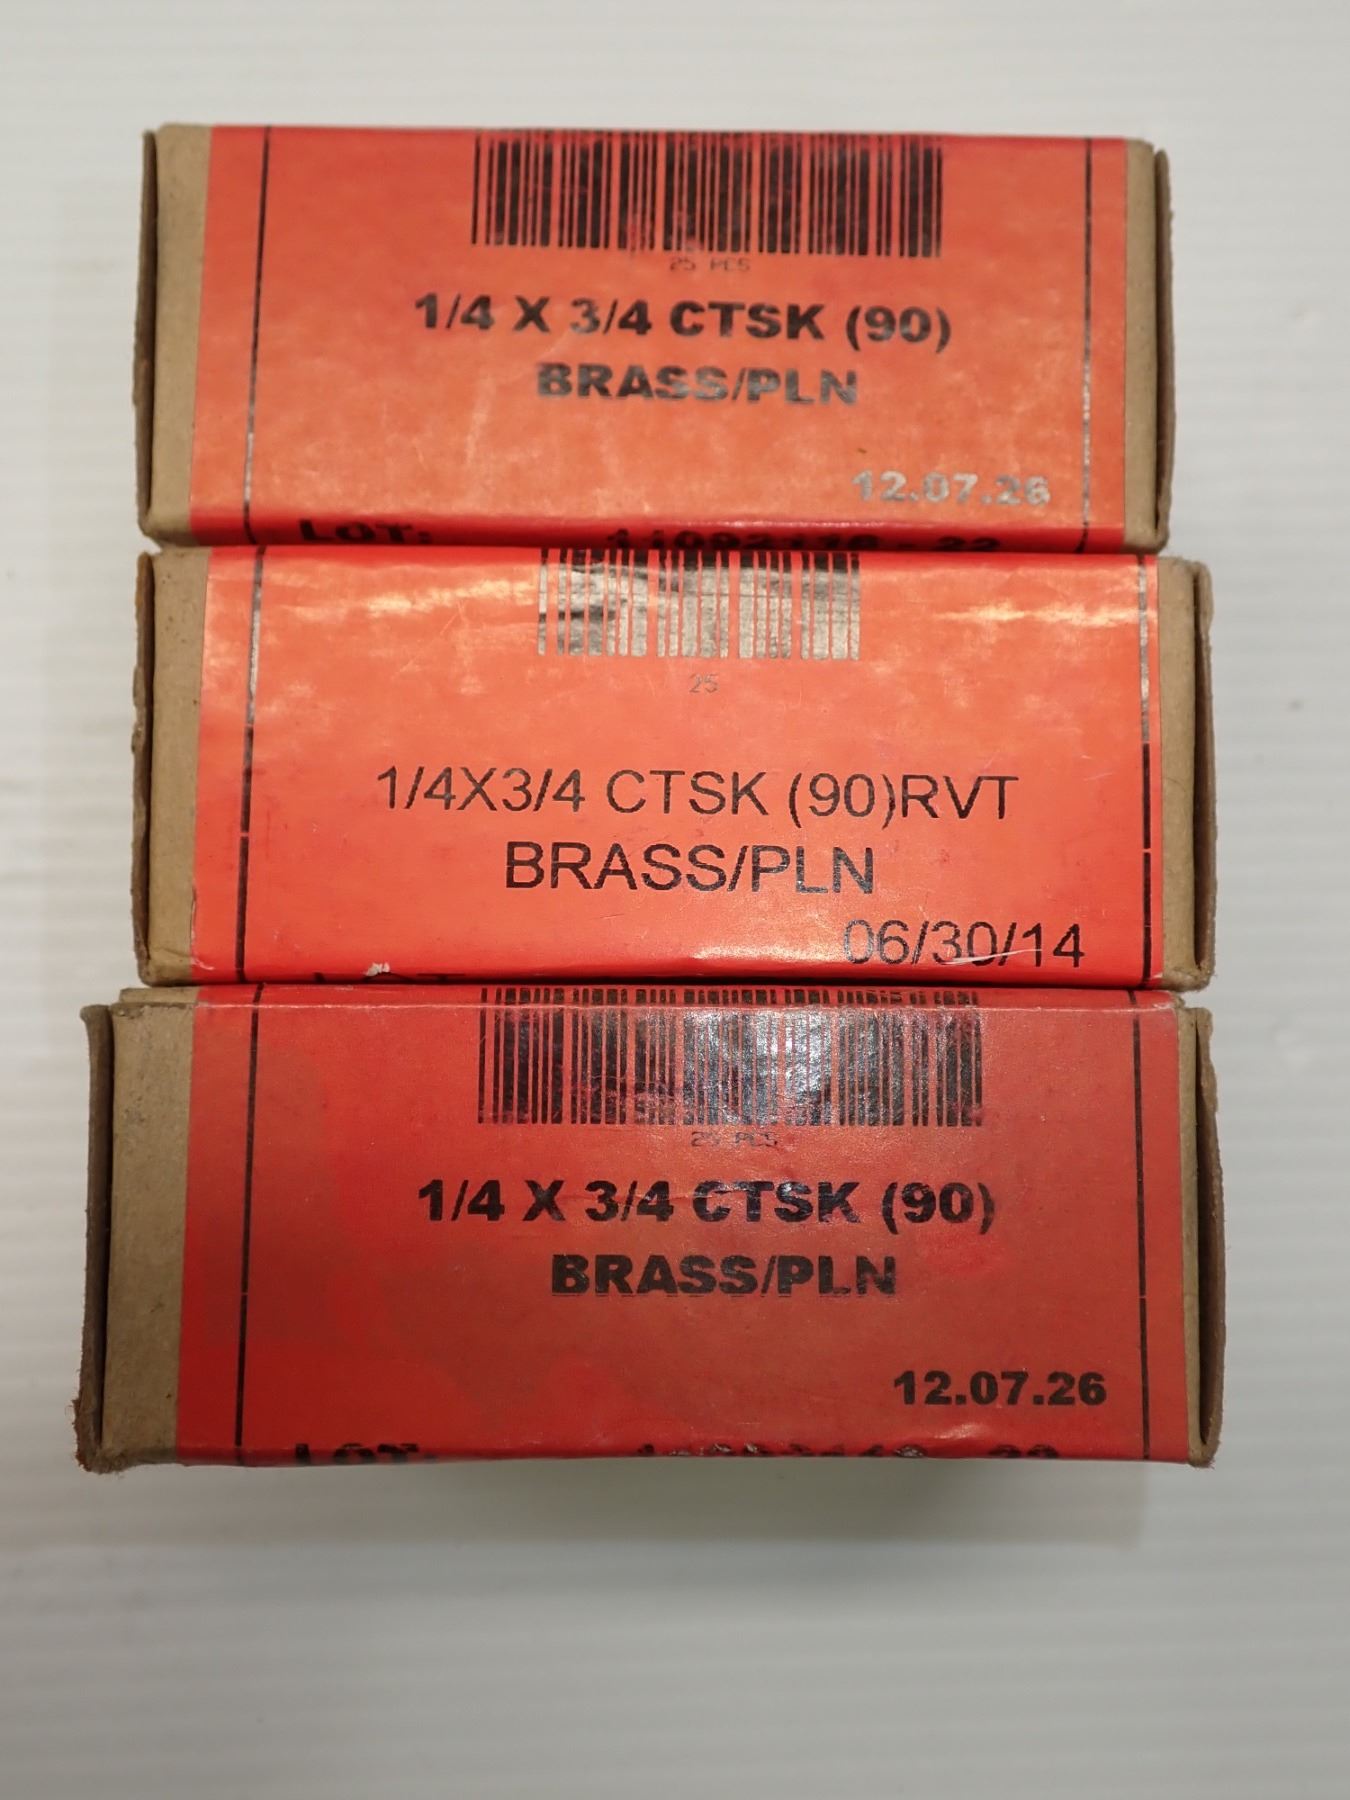 25 PCS
1/4 X 3/4 CTSK (90)
BRASS/PLN
12.07.26
LOT:
25
1/4X3/4 CTSK (90)RVT
BRASS/PLN
06/30/14
25 PCS
1/4 X 3/4 CTSK (90)
BRASS/PLN
12.07.26